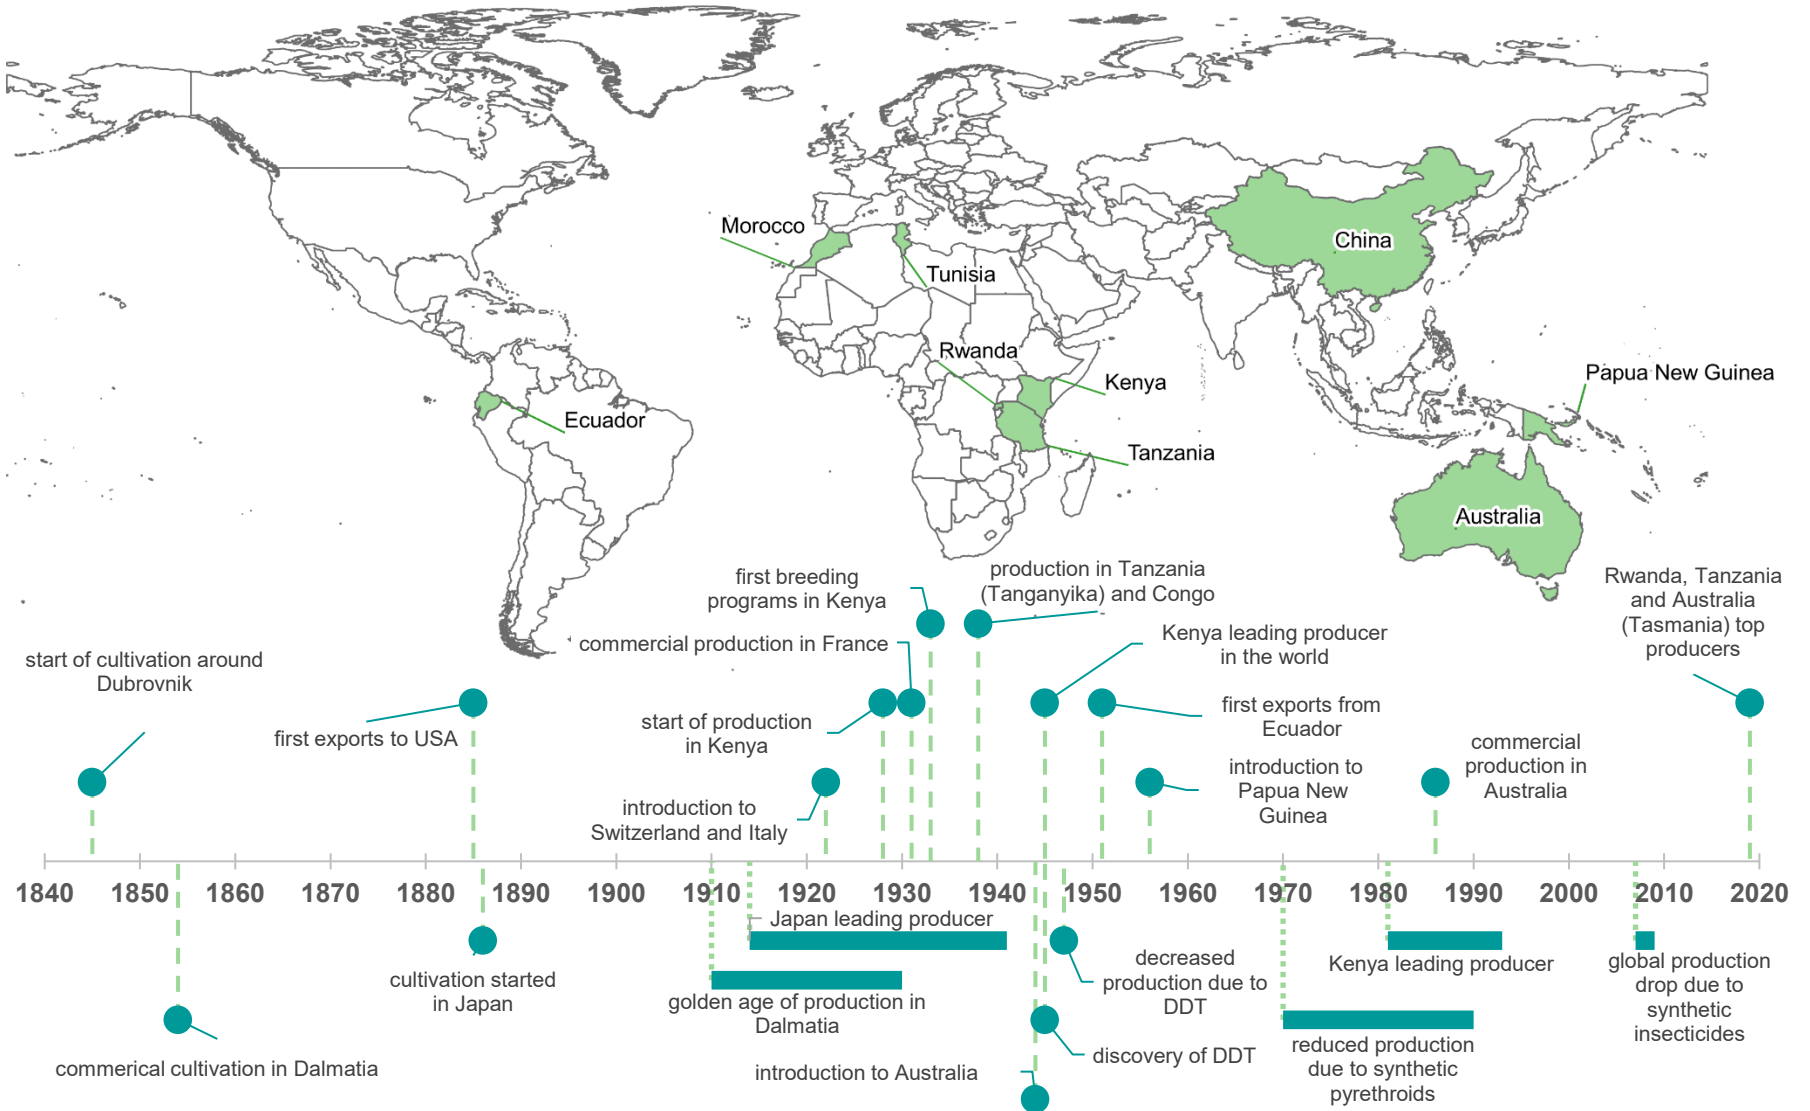 Morocco
China
Tunisia
Rwanda
Kenya
Papua New Guinea
Ecuador
Tanzania
Australia
first breeding
programs in Kenya
production in Tanzania
(Tanganyika) and Congo
Rwanda, Tanzania
and Australia
(Tasmania) top
producers
commercial production in France
Kenya leading producer
in the world
start of cultivation around
Dubrovnik
first exports to USA
start of production
in Kenya
first exports from
Ecuador
introduction to
Switzerland and Italy
introduction to
Papua New
Guinea
commercial
production in
Australia
1840 1850 1860 1870 1880 1890 1900 1910 1920 1930 1940 1950 1960 1970 1980 1990 2000 2010 2020
Japan leading producer
cultivation started
in Japan
golden age of production in
Dalmatia
decreased
production due to
DDT
Kenya leading producer
global production
drop due to
synthetic
insecticides
commerical cultivation in Dalmatia
discovery of DDT
introduction to Australia
reduced production
due to synthetic
pyrethroids